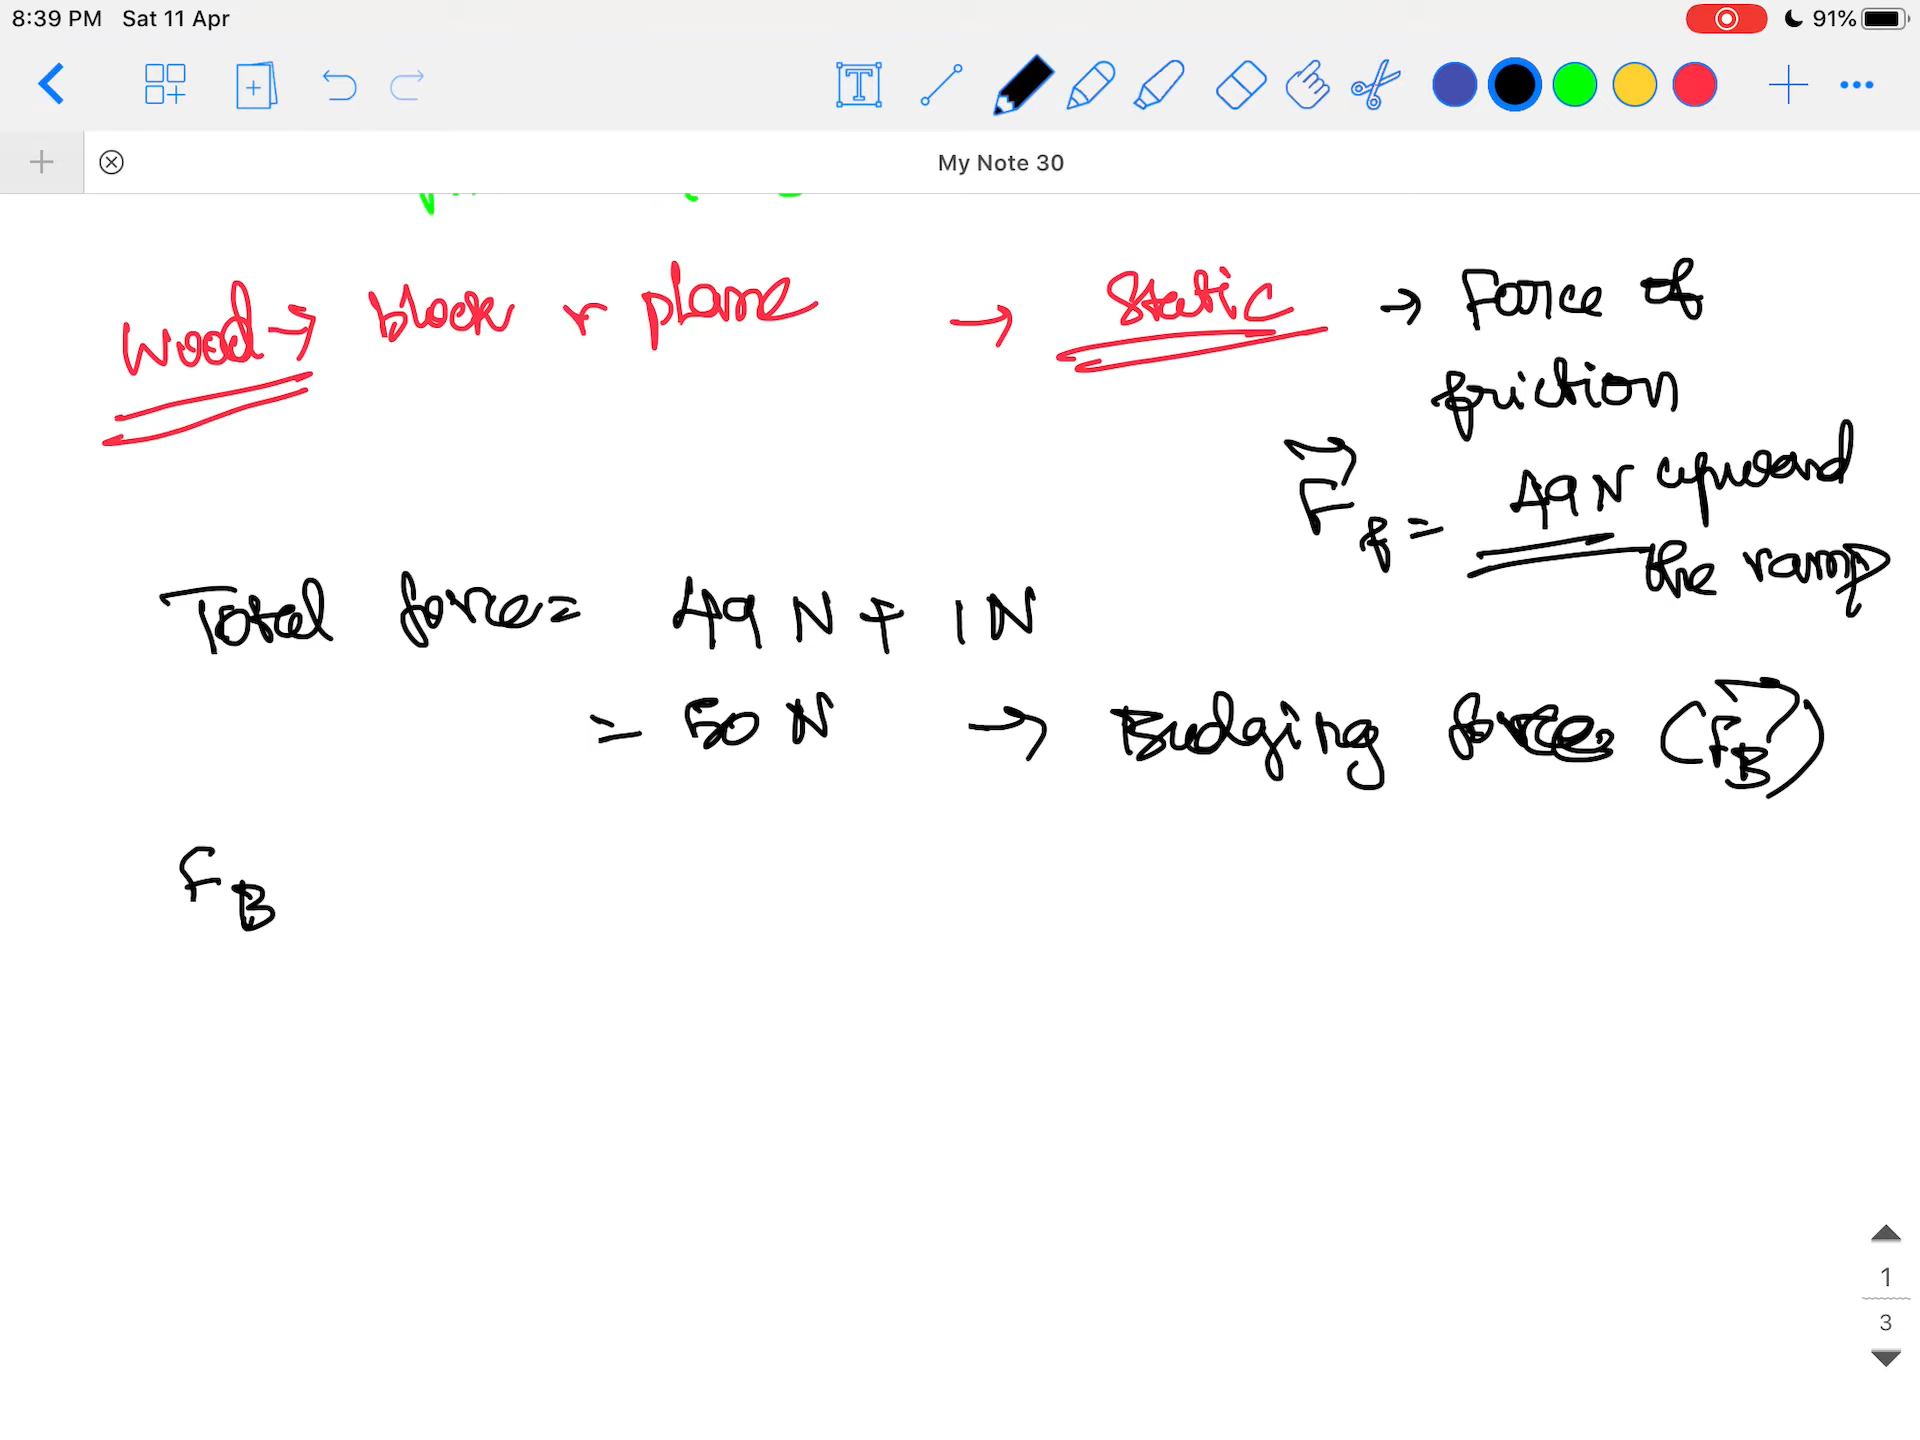 8:39 PM Sat 11 Apr
91%
My Note 30
Wood → block r plane → Static → Force of
friction
F f = 49 N upward
the ramp
Total force = 49 N + 1 N
= 50 N → Budging force (FB)
FB
1
3